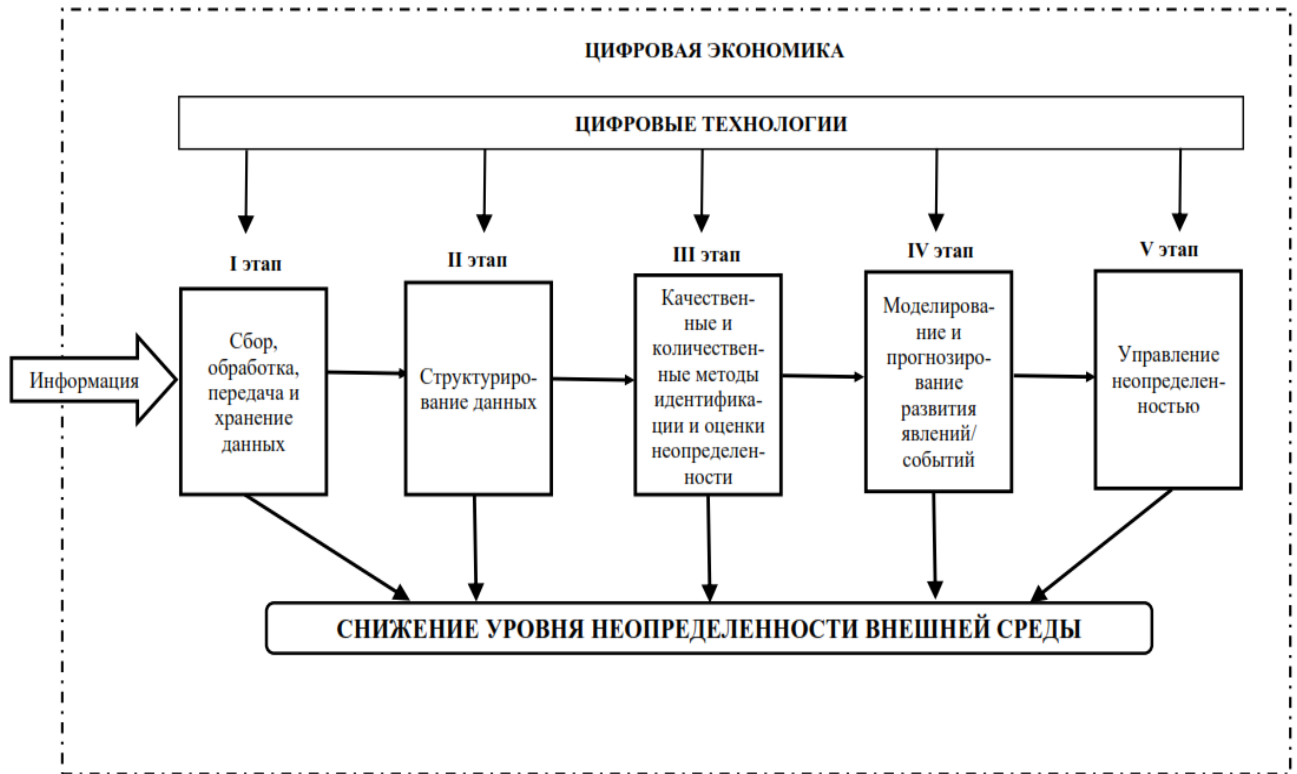 ЦИФРОВАЯ ЭКОНОМИКА
ЦИФРОВЫЕ ТЕХНОЛОГИИ
I этап
II этап
III этап
IV этап
V этап
Информация
Сбор,
обработка,
передача и
хранение
данных
Структуриро-
вание данных
Качествен-
ные и
количествен-
ные методы
идентифика-
ции и оценки
неопределен-
ности
Моделирова-
ние и
прогнозиро-
вание
развития
явлений/
событий
Управление
неопределен-
ностью
СНИЖЕНИЕ УРОВНЯ НЕОПРЕДЕЛЕННОСТИ ВНЕШНЕЙ СРЕДЫ